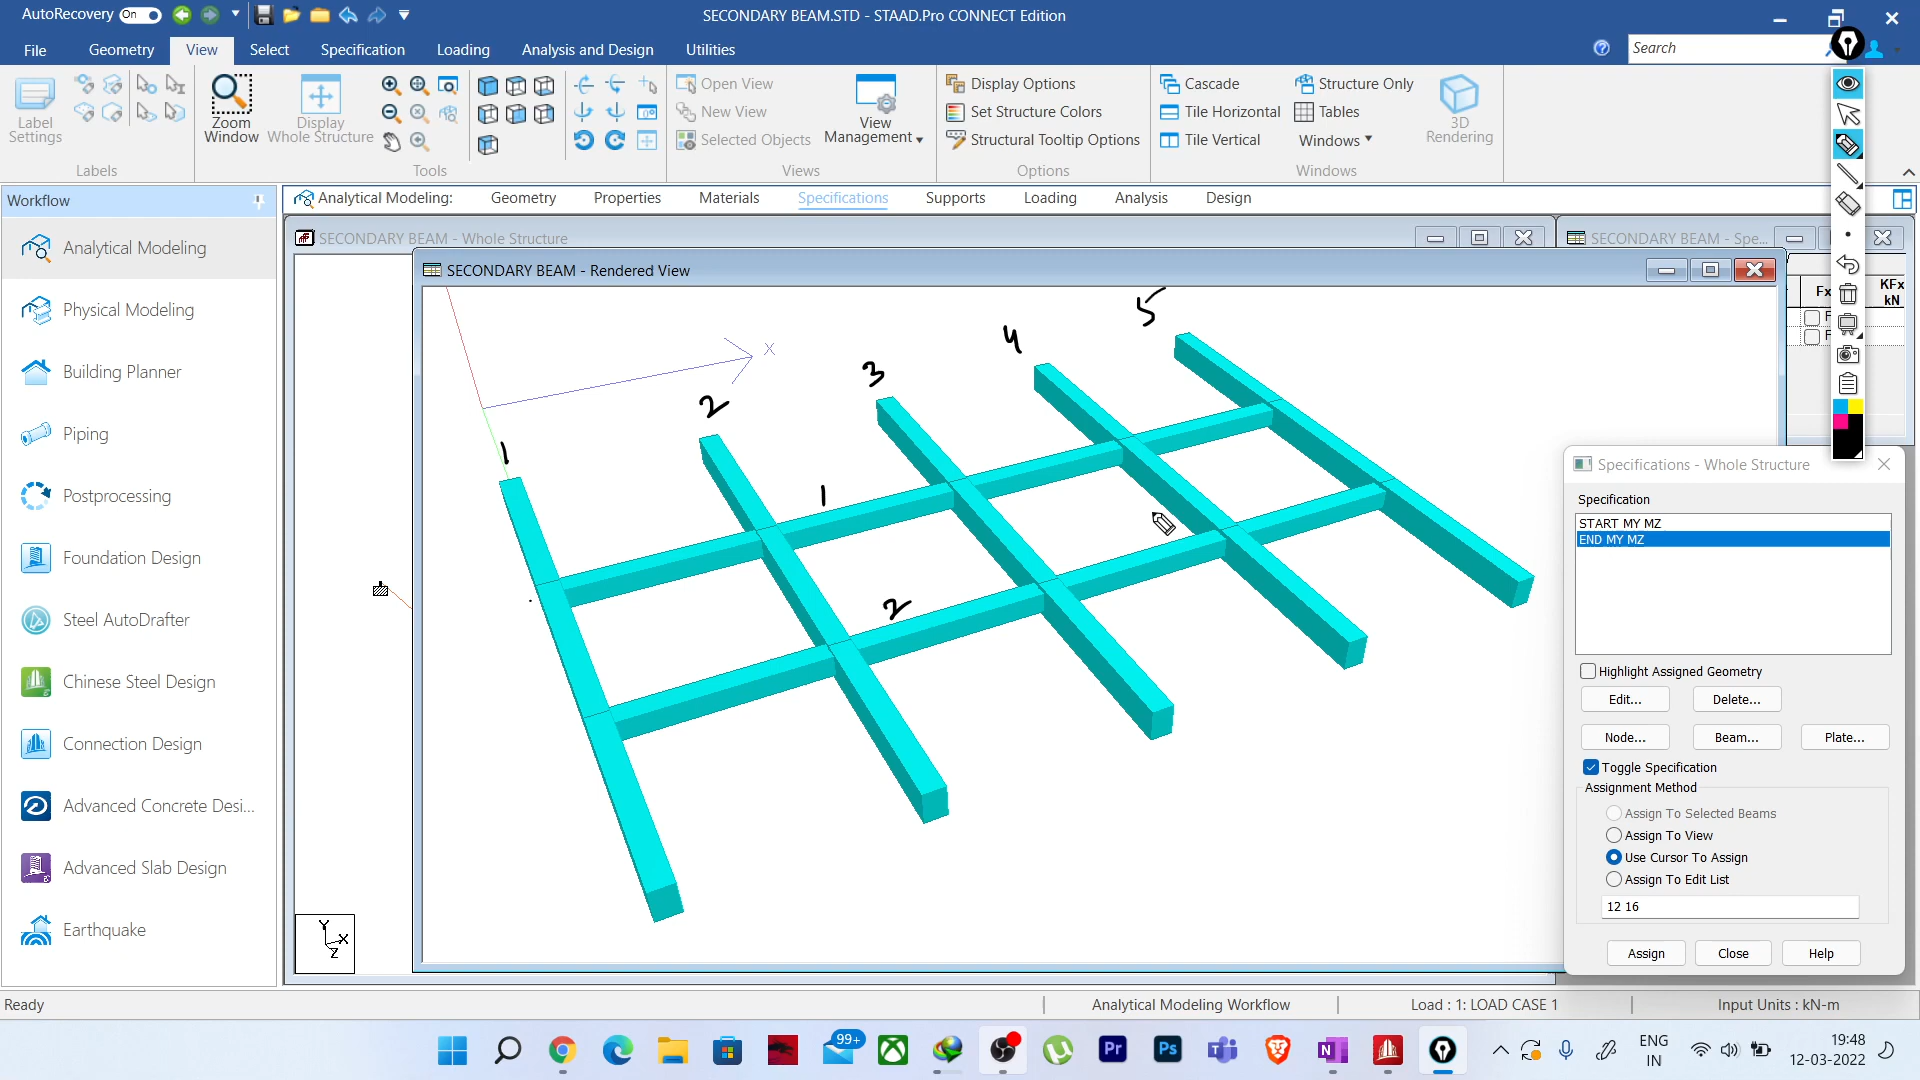 AutoRecovery On
SECONDARY BEAM.STD - STAAD.Pro CONNECT Edition
File Geometry View Select Specification Loading Analysis and Design Utilities
Search
Label Settings
Labels
Zoom Window
Display Whole Structure
Tools
Open View
New View
Selected Objects
View Management
Views
Display Options
Set Structure Colors
Structural Tooltip Options
Options
Cascade
Tile Horizontal
Tile Vertical
Structure Only
Tables
Windows
3D Rendering
Windows
Workflow
Analytical Modeling
Physical Modeling
Building Planner
Piping
Postprocessing
Foundation Design
Steel AutoDrafter
Chinese Steel Design
Connection Design
Advanced Concrete Desi...
Advanced Slab Design
Earthquake
Analytical Modeling: Geometry Properties Materials Specifications Supports Loading Analysis Design
SECONDARY BEAM - Whole Structure
SECONDARY BEAM - Spe...
SECONDARY BEAM - Rendered View
Fx
KFx
kN
F
F
X
1
2
3
4
5
1
2
Y
X
Z
Specifications - Whole Structure
Specification
START MY MZ
END MY MZ
Highlight Assigned Geometry
Edit... Delete...
Node... Beam... Plate...
Toggle Specification
Assignment Method
Assign To Selected Beams
Assign To View
Use Cursor To Assign
Assign To Edit List
12 16
Assign Close Help
Ready
Analytical Modeling Workflow
Load : 1: LOAD CASE 1
Input Units : kN-m
99+
Pr
Ps
ENG
IN
19:48
12-03-2022